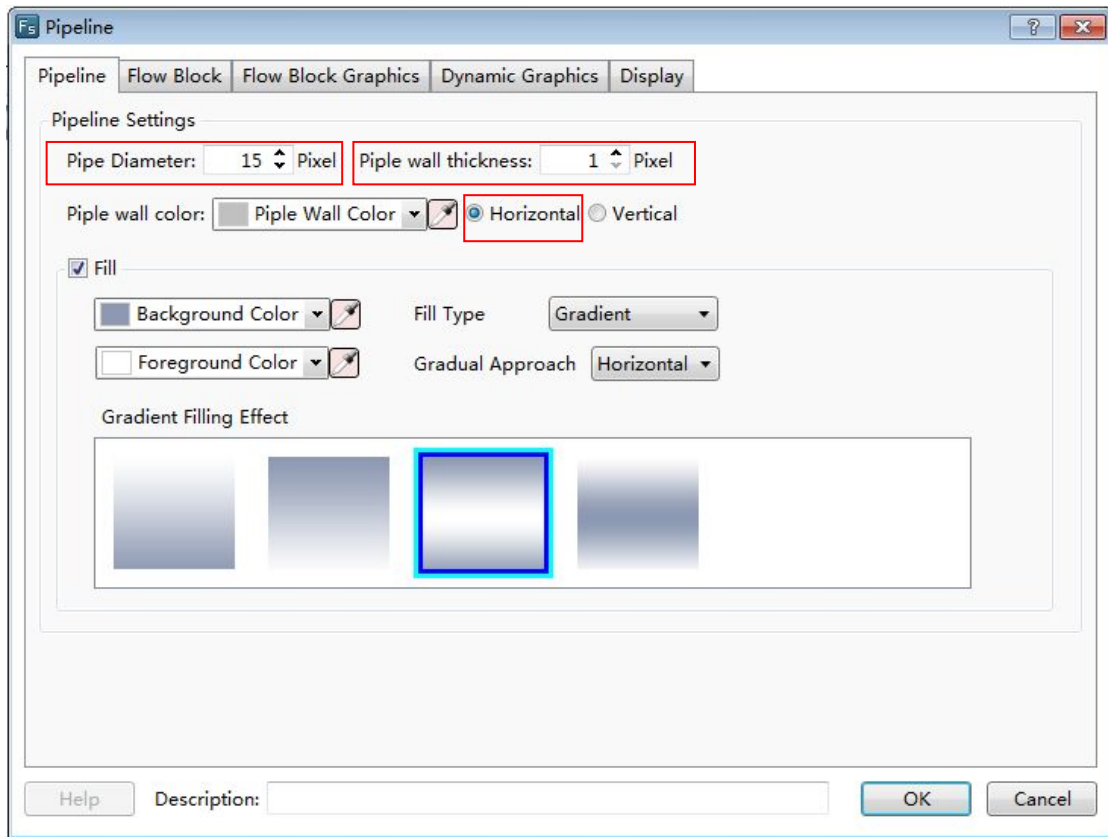 Fs Pipeline ?
Pipeline Flow Block Flow Block Graphics Dynamic Graphics Display
Pipeline Settings
Pipe Diameter: 15 Pixel Piple wall thickness: 1 Pixel
Piple wall color: Piple Wall Color Horizontal Vertical
Fill
Background Color Fill Type Gradient
Foreground Color Gradual Approach Horizontal
Gradient Filling Effect
Help Description: OK Cancel